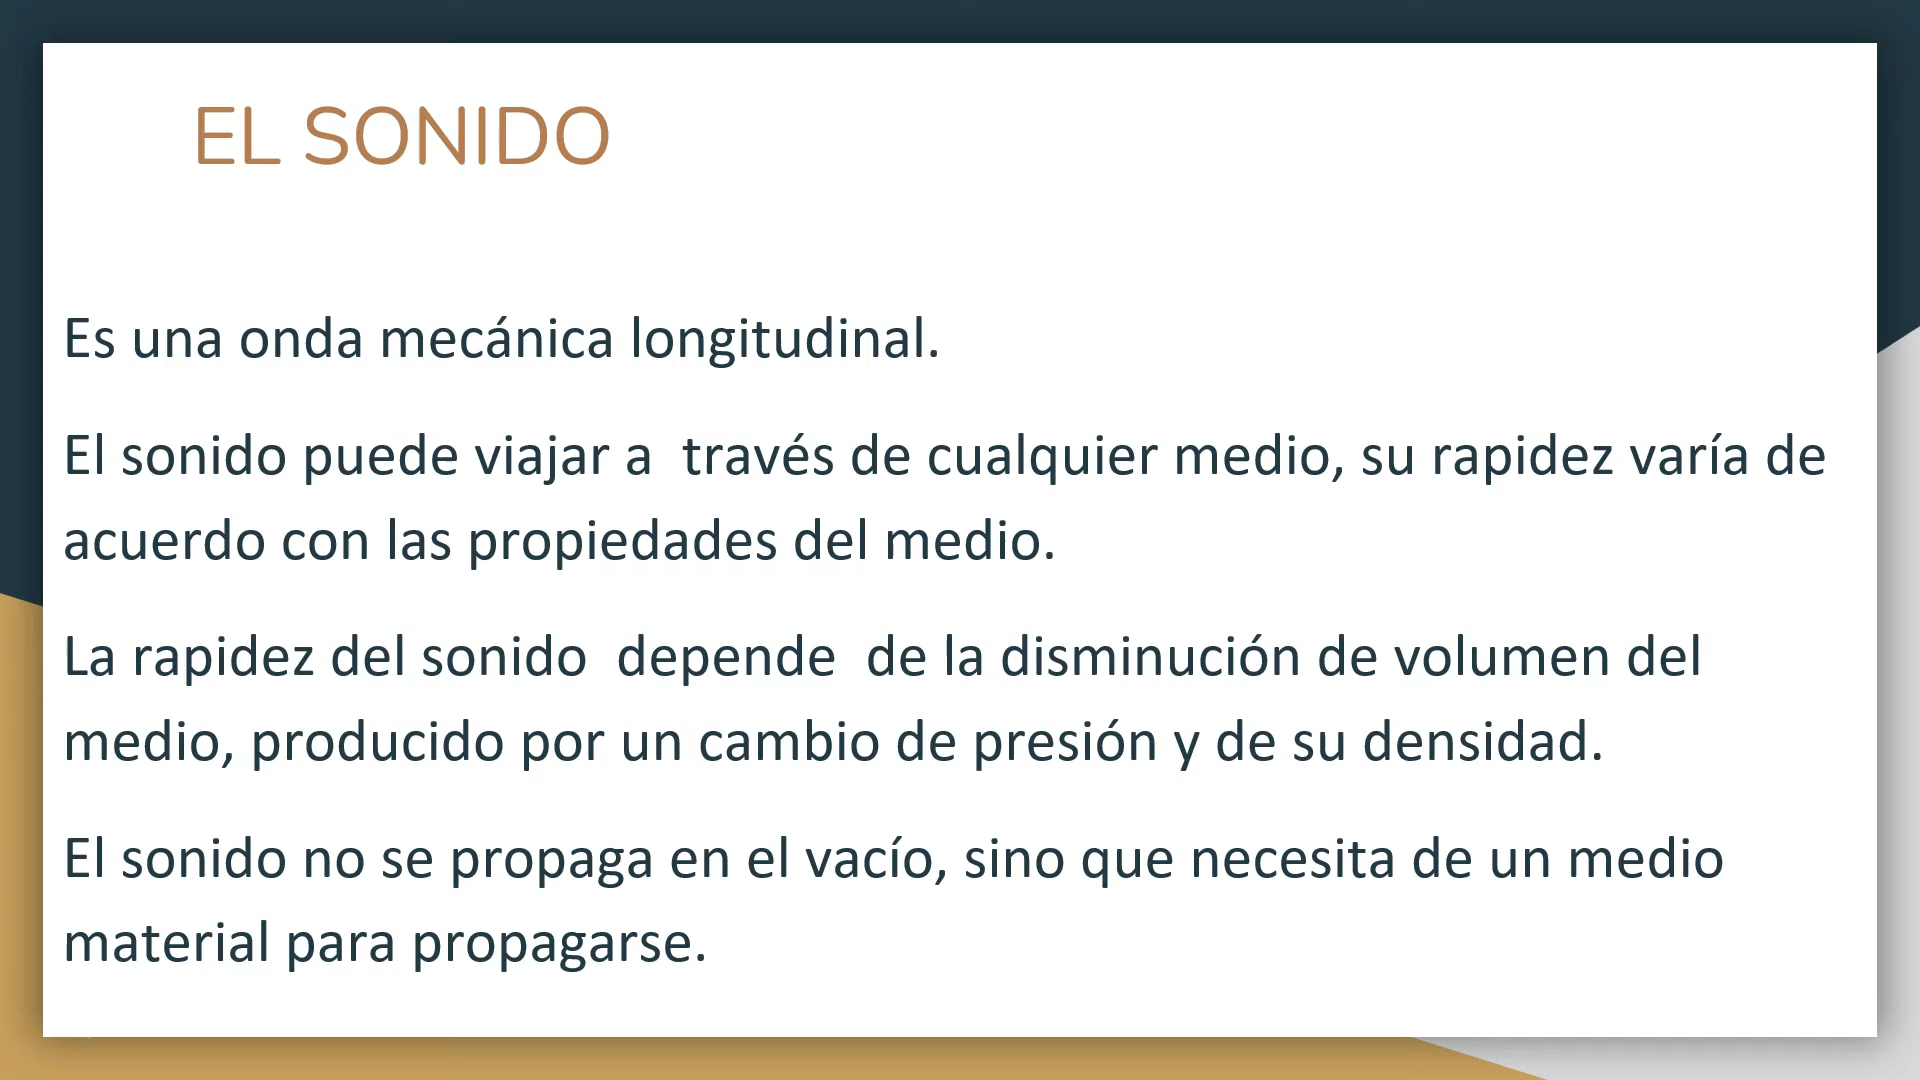 EL SONIDO
Es una onda mecánica longitudinal.
El sonido puede viajar a  través de cualquier medio, su rapidez varía de
acuerdo con las propiedades del medio.
La rapidez del sonido  depende  de la disminución de volumen del
medio, producido por un cambio de presión y de su densidad.
El sonido no se propaga en el vacío, sino que necesita de un medio
material para propagarse.